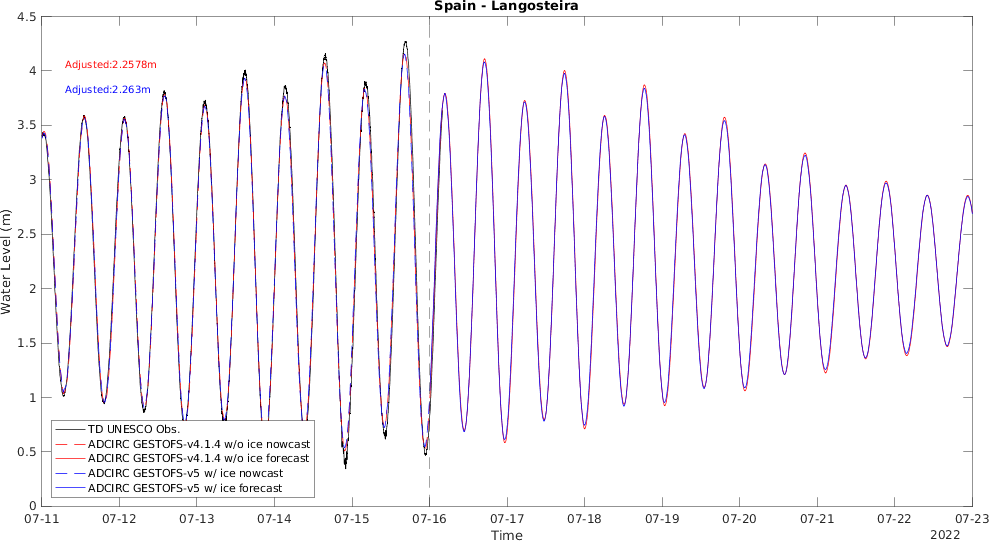 Spain - Langosteira
Water Level (m)
4.5
4
3.5
3
2.5
2
1.5
1
0.5
0
Adjusted:2.2578m
Adjusted:2.263m
TD UNESCO Obs.
ADCIRC GESTOFS-v4.1.4 w/o ice nowcast
ADCIRC GESTOFS-v4.1.4 w/o ice forecast
ADCIRC GESTOFS-v5 w/ ice nowcast
ADCIRC GESTOFS-v5 w/ ice forecast
07-11 07-12 07-13 07-14 07-15 07-16 07-17 07-18 07-19 07-20 07-21 07-22 07-23
Time
2022